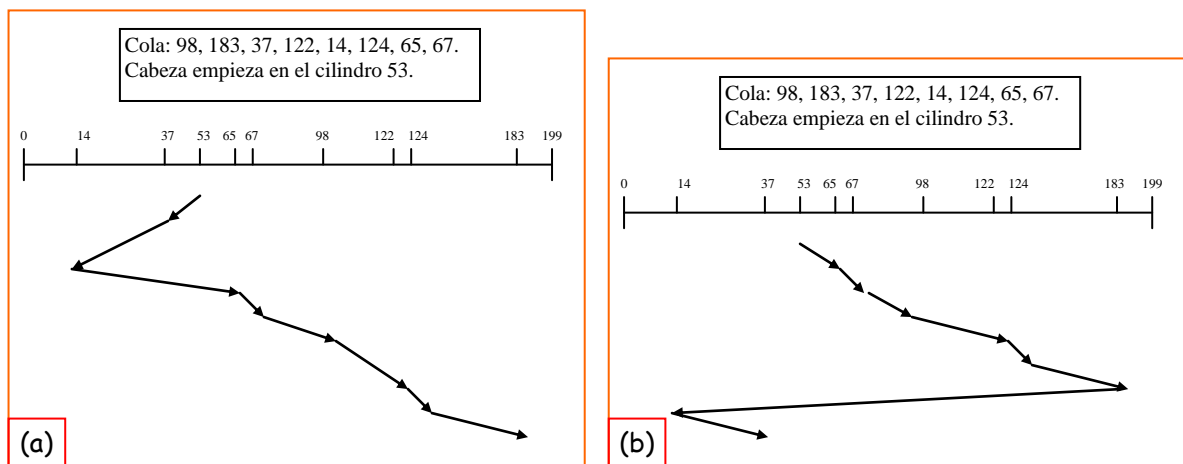 Cola: 98, 183, 37, 122, 14, 124, 65, 67.
Cabeza empieza en el cilindro 53.
0 14 37 53 65 67 98 122 124 183 199
(a)
Cola: 98, 183, 37, 122, 14, 124, 65, 67.
Cabeza empieza en el cilindro 53.
0 14 37 53 65 67 98 122 124 183 199
(b)